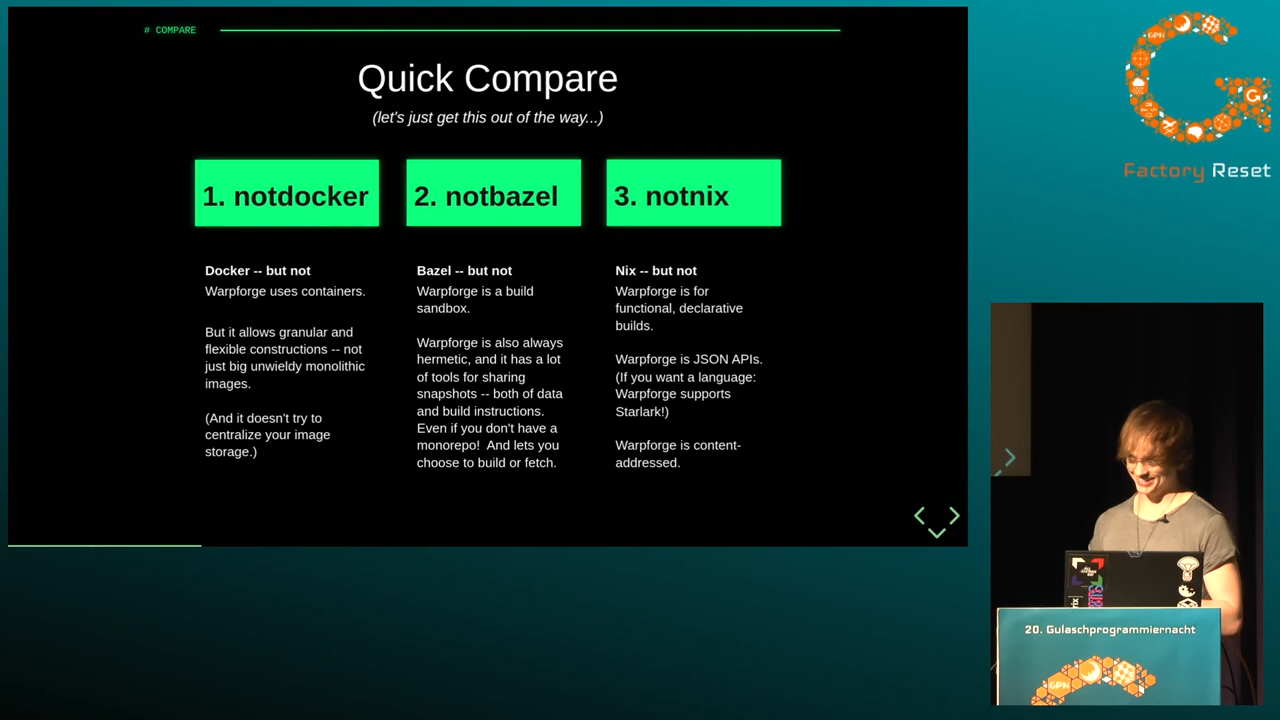 # COMPARE
Quick Compare
(let's just get this out of the way...)
1. notdocker
2. notbazel
3. notnix
Docker -- but not
Warpforge uses containers.
But it allows granular and
flexible constructions -- not
just big unwieldy monolithic
images.
(And it doesn't try to
centralize your image
storage.)
Bazel -- but not
Warpforge is a build
sandbox.
Warpforge is also always
hermetic, and it has a lot
of tools for sharing
snapshots -- both of data
and build instructions.
Even if you don't have a
monorepo!  And lets you
choose to build or fetch.
Nix -- but not
Warpforge is for
functional, declarative
builds.
Warpforge is JSON APIs.
(If you want a language:
Warpforge supports
Starlark!)
Warpforge is content-
addressed.
GPN
G
Factory Reset
20. Gulaschprogrammiernacht
GPN